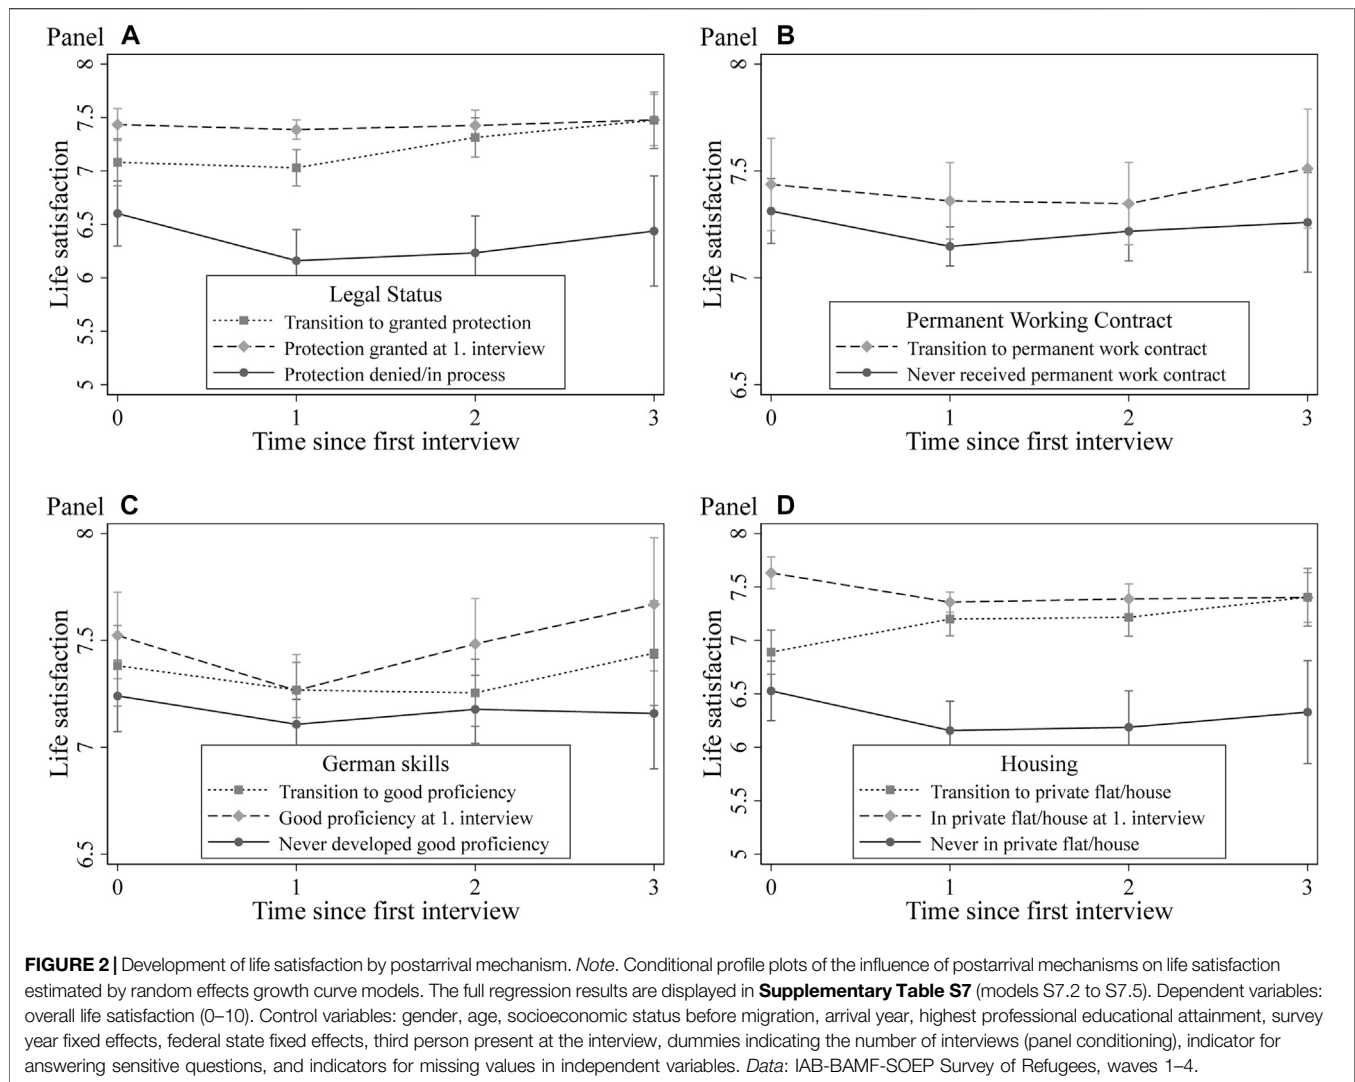 Panel A
8
7.5
7
6.5
6
5.5
5
Life satisfaction
Legal Status
Transition to granted protection
Protection granted at 1. interview
Protection denied/in process
0 1 2 3
Time since first interview
Panel B
8
7.5
7
6.5
Life satisfaction
Permanent Working Contract
Transition to permanent work contract
Never received permanent work contract
0 1 2 3
Time since first interview
Panel C
8
7.5
7
6.5
Life satisfaction
German skills
Transition to good proficiency
Good proficiency at 1. interview
Never developed good proficiency
0 1 2 3
Time since first interview
Panel D
8
7.5
7
6.5
6
5.5
5
Life satisfaction
Housing
Transition to private flat/house
In private flat/house at 1. interview
Never in private flat/house
0 1 2 3
Time since first interview
FIGURE 2 | Development of life satisfaction by postarrival mechanism. Note. Conditional profile plots of the influence of postarrival mechanisms on life satisfaction
estimated by random effects growth curve models. The full regression results are displayed in Supplementary Table S7 (models S7.2 to S7.5). Dependent variables:
overall life satisfaction (0–10). Control variables: gender, age, socioeconomic status before migration, arrival year, highest professional educational attainment, survey
year fixed effects, federal state fixed effects, third person present at the interview, dummies indicating the number of interviews (panel conditioning), indicator for
answering sensitive questions, and indicators for missing values in independent variables. Data: IAB-BAMF-SOEP Survey of Refugees, waves 1–4.